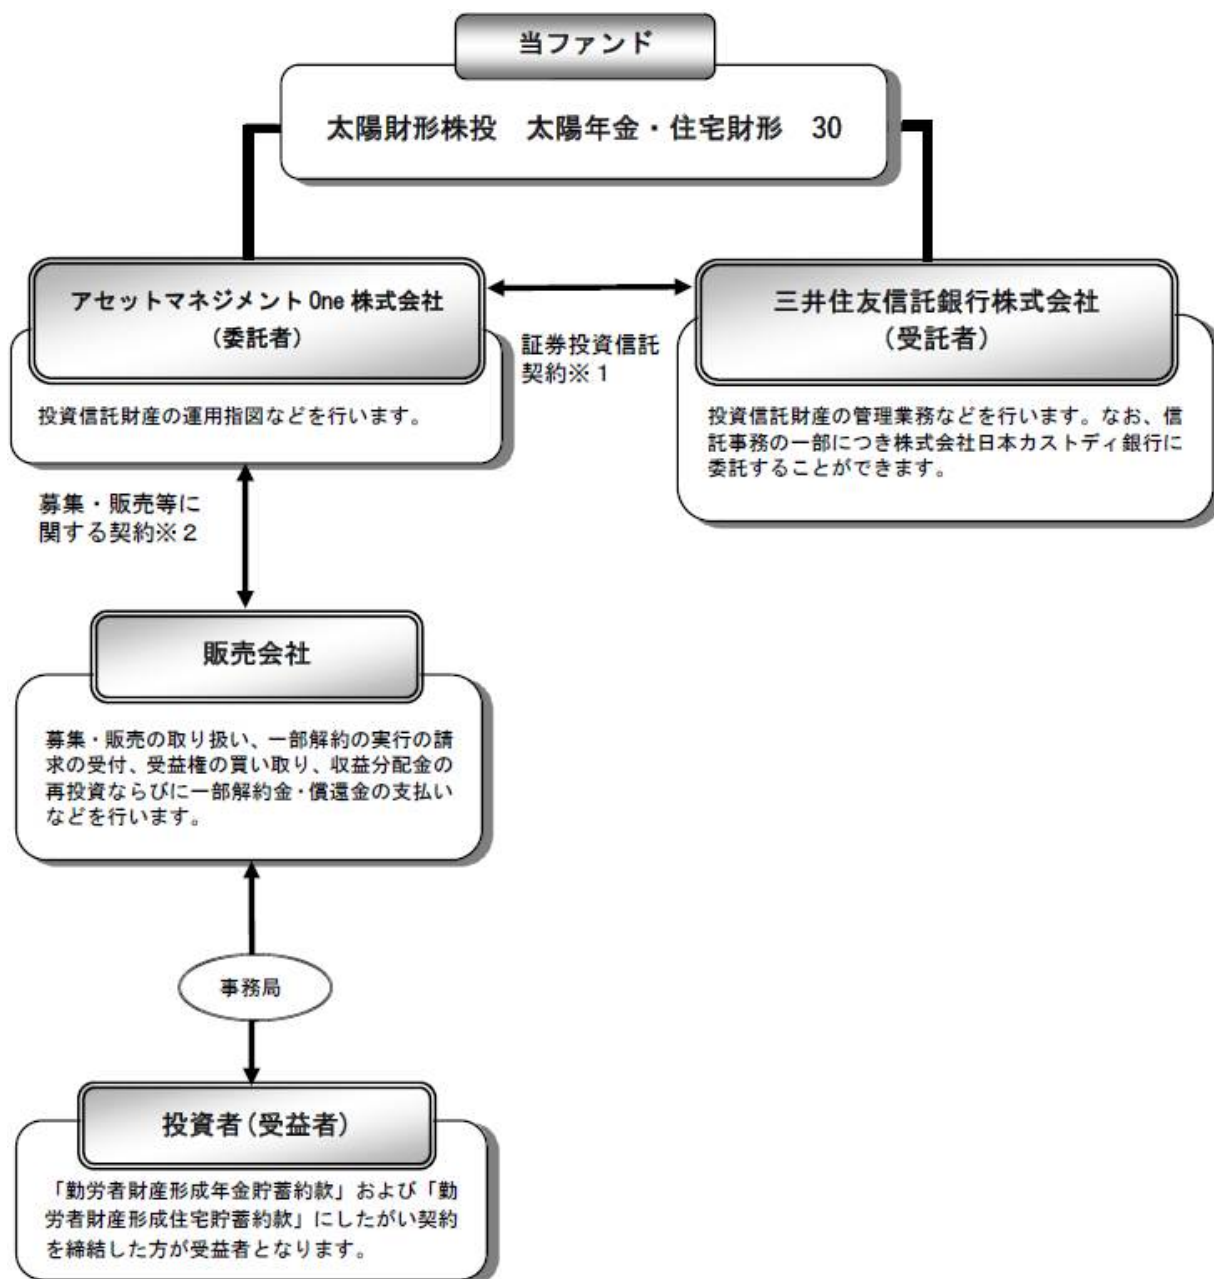 当ファンド
太陽財形株投　太陽年金・住宅財形　30
アセットマネジメント One 株式会社
（委託者）
投資信託財産の運用指図などを行います。
証券投資信託
契約※１
三井住友信託銀行株式会社
（受託者）
投資信託財産の管理業務などを行います。なお、信
託事務の一部につき株式会社日本カストディ銀行に
委託することができます。
募集・販売等に
関する契約※２
販売会社
募集・販売の取り扱い、一部解約の実行の請
求の受付、受益権の買い取り、収益分配金の
再投資ならびに一部解約金・償還金の支払い
などを行います。
事務局
投資者（受益者）
「勤労者財産形成年金貯蓄約款」および「勤
労者財産形成住宅貯蓄約款」にしたがい契約
を締結した方が受益者となります。